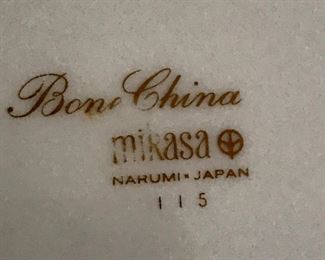 Bone China
mikasa
NARUMI • JAPAN
115